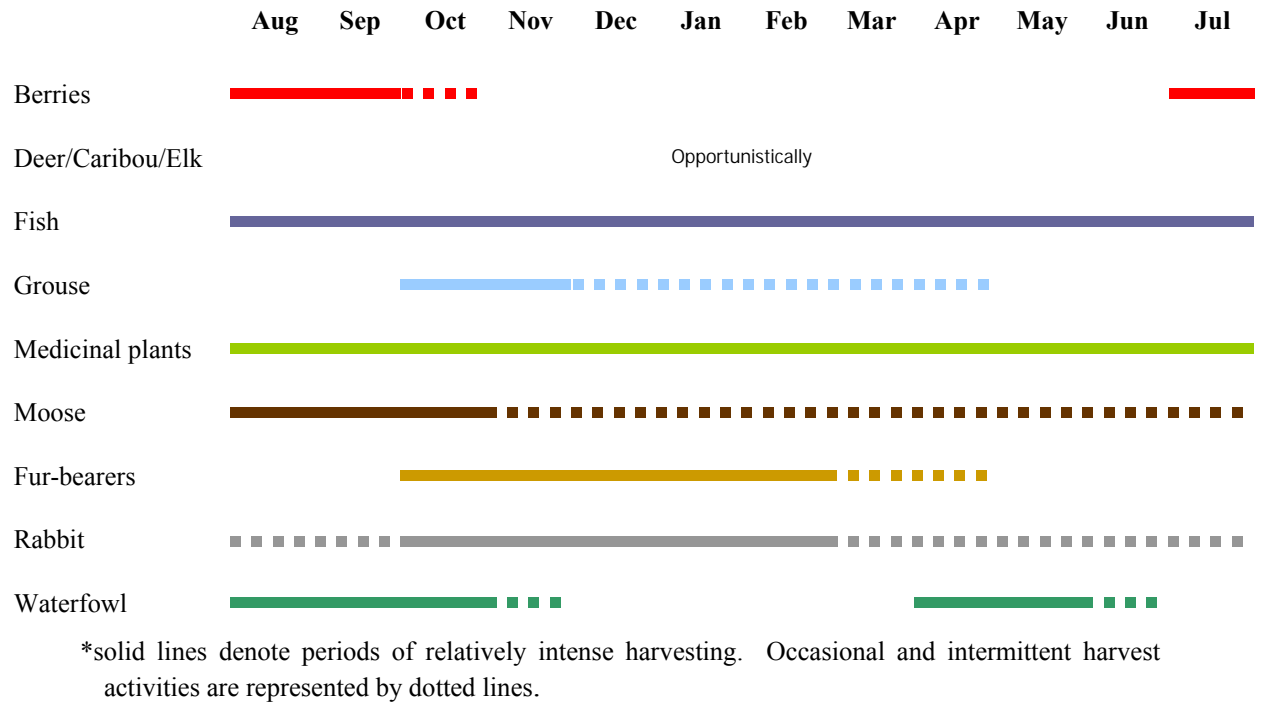 Aug Sep Oct Nov Dec Jan Feb Mar Apr May Jun Jul
Berries
Deer/Caribou/Elk Opportunistically
Fish
Grouse
Medicinal plants
Moose
Fur-bearers
Rabbit
Waterfowl
*solid lines denote periods of relatively intense harvesting. Occasional and intermittent harvest
activities are represented by dotted lines.